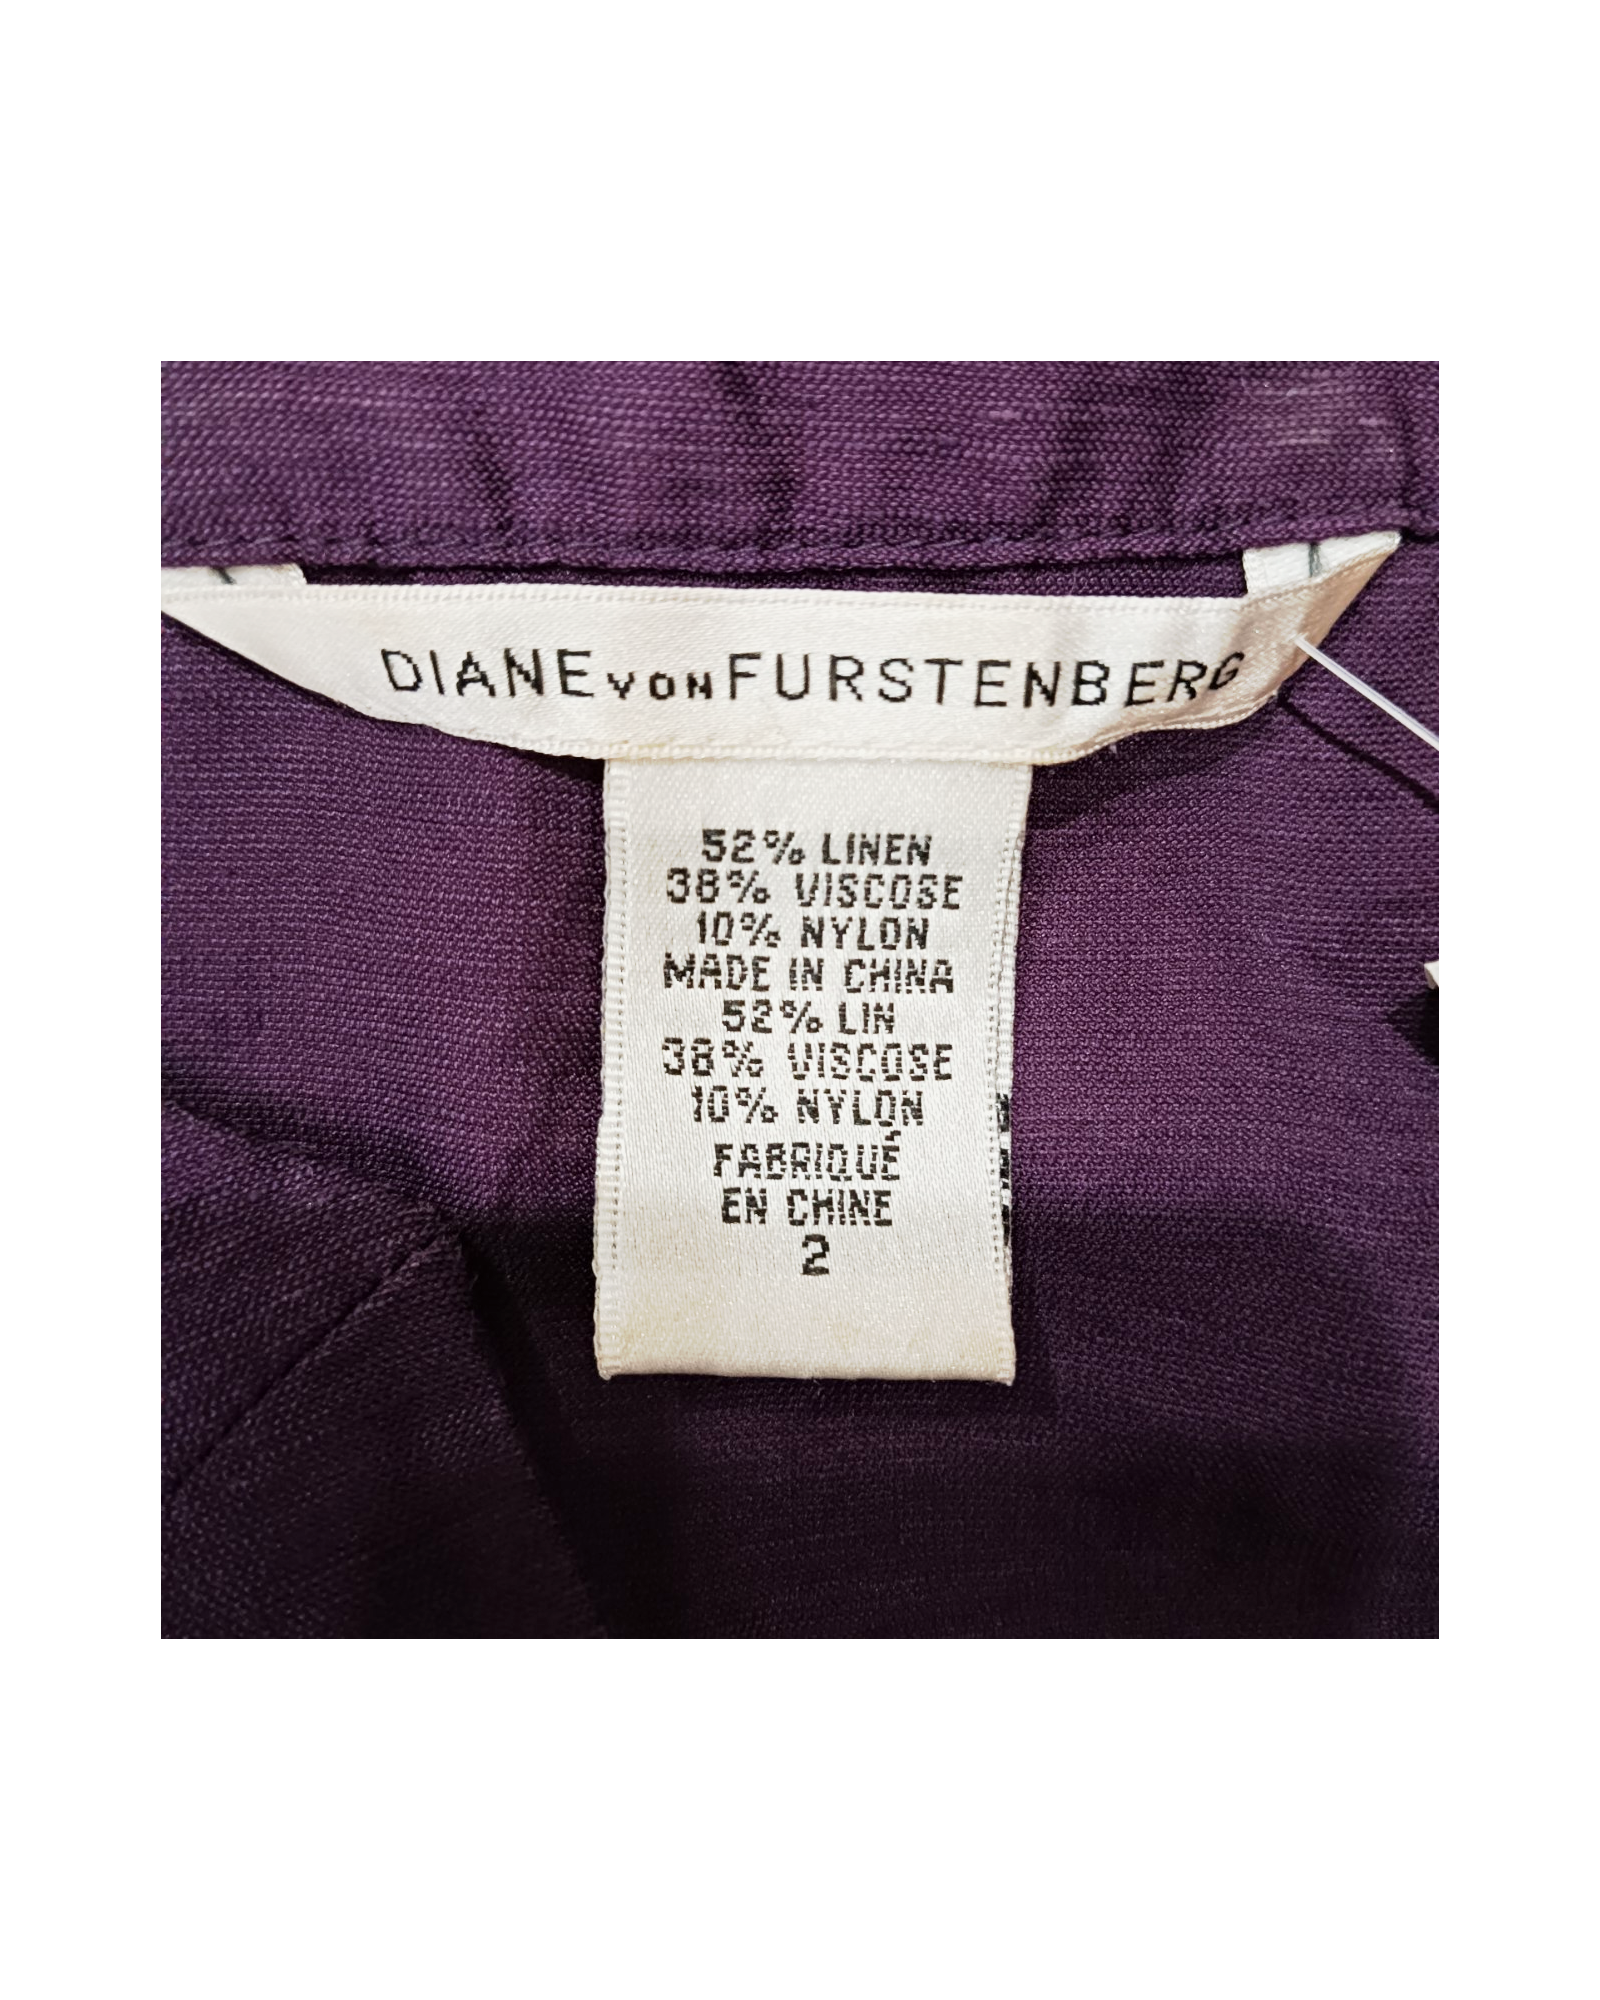 DIANE VON FURSTENBERG
52% LINEN
38% VISCOSE
10% NYLON
MADE IN CHINA
52% LIN
38% VISCOSE
10% NYLON
FABRIQUÉ
EN CHINE
2